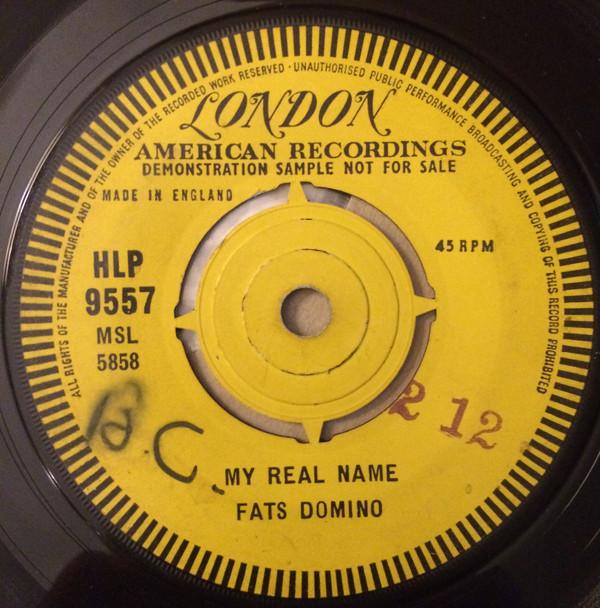 ALL RIGHTS OF THE MANUFACTURER AND OF THE OWNER OF THE RECORDED WORK RESERVED · UNAUTHORISED PUBLIC PERFORMANCE BROADCASTING AND COPYING OF THIS RECORD PROHIBITED
LONDON
AMERICAN RECORDINGS
DEMONSTRATION SAMPLE NOT FOR SALE
MADE IN ENGLAND
45 RPM
HLP
9557
MSL
5858
2 12
B.C.
MY REAL NAME
FATS DOMINO